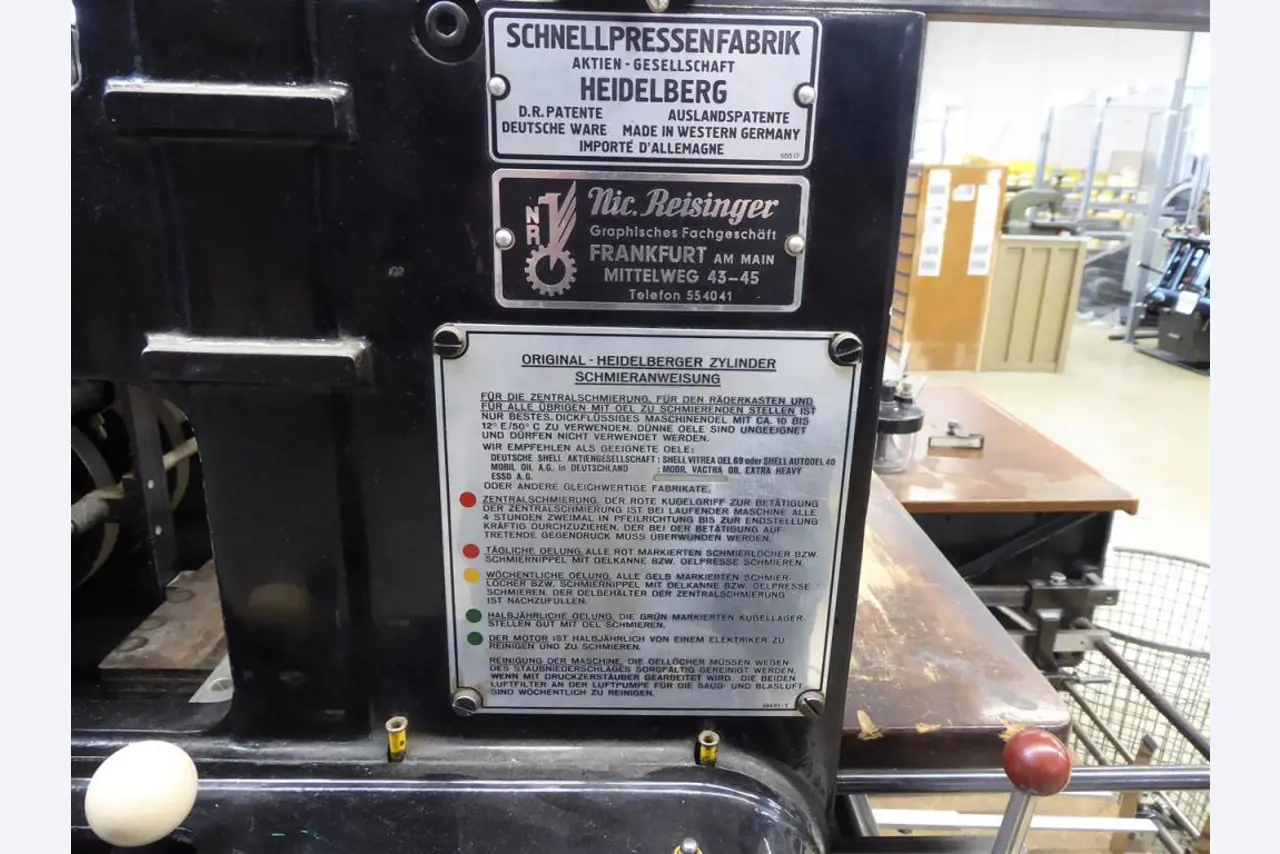 SCHNELLPRESSENFABRIK
AKTIEN-GESELLSCHAFT
HEIDELBERG
D.R. PATENTE AUSLANDSPATENTE
DEUTSCHE WARE MADE IN WESTERN GERMANY
IMPORTÉ D'ALLEMAGNE
NR
Nic. Reisinger
Graphisches Fachgeschäft
FRANKFURT AM MAIN
MITTELWEG 43-45
Telefon 554041
ORIGINAL-HEIDELBERGER ZYLINDER
SCHMIERANWEISUNG
FÜR DIE ZENTRALSCHMIERUNG, FÜR DEN RÄDERKASTEN UND
FÜR ALLE ÜBRIGEN MIT OEL ZU SCHMIERENDEN STELLEN IST
NUR BESTES, DICKFLÜSSIGES MASCHINENOEL MIT CA. 10 BIS
12° E/50° C ZU VERWENDEN. DÜNNE OELE SIND UNGEEIGNET
UND DÜRFEN NICHT VERWENDET WERDEN.
WIR EMPFEHLEN ALS GEEIGNETE OELE:
DEUTSCHE SHELL AKTIENGESELLSCHAFT : SHELL VITREA OEL 69 oder SHELL AUTOOEL 40
MOBIL OIL A.G. in DEUTSCHLAND : MOBIL VACTRA OIL EXTRA HEAVY
ESSO A.G.
ODER ANDERE GLEICHWERTIGE FABRIKATE.
ZENTRALSCHMIERUNG, DER ROTE KUGELGRIFF ZUR BETÄTIGUNG
DER ZENTRALSCHMIERUNG IST BEI LAUFENDER MASCHINE ALLE
4 STUNDEN ZWEIMAL IN PFEILRICHTUNG BIS ZUR ENDSTELLUNG
KRÄFTIG DURCHZUZIEHEN, DER BEI DER BETÄTIGUNG AUF-
TRETENDE GEGENDRUCK MUSS ÜBERWUNDEN WERDEN.
TÄGLICHE OELUNG, ALLE ROT MARKIERTEN SCHMIERLÖCHER BZW.
SCHMIERNIPPEL MIT OELKANNE BZW. OELPRESSE SCHMIEREN.
WÖCHENTLICHE OELUNG, ALLE GELB MARKIERTEN SCHMIER-
LÖCHER BZW. SCHMIERNIPPEL MIT OELKANNE BZW. OELPRESSE
SCHMIEREN, DER OELBEHÄLTER DER ZENTRALSCHMIERUNG
IST NACHZUFÜLLEN.
HALBJÄHRLICHE OELUNG, DIE GRÜN MARKIERTEN KUGELLAGER-
STELLEN GUT MIT OEL SCHMIEREN.
DER MOTOR IST HALBJÄHRLICH VON EINEM ELEKTRIKER ZU
REINIGEN UND ZU SCHMIEREN.
REINIGUNG DER MASCHINE, DIE OELLÖCHER MÜSSEN WEGEN
DES STAUBNIEDERSCHLAGES SORGFÄLTIG GEREINIGT WERDEN,
WENN MIT DRUCKZERSTÄUBER GEARBEITET WIRD. DIE BEIDEN
LUFTFILTER AN DER LUFTPUMPE FÜR DIE SAUG- UND BLASLUFT
SIND WÖCHENTLICH ZU REINIGEN.